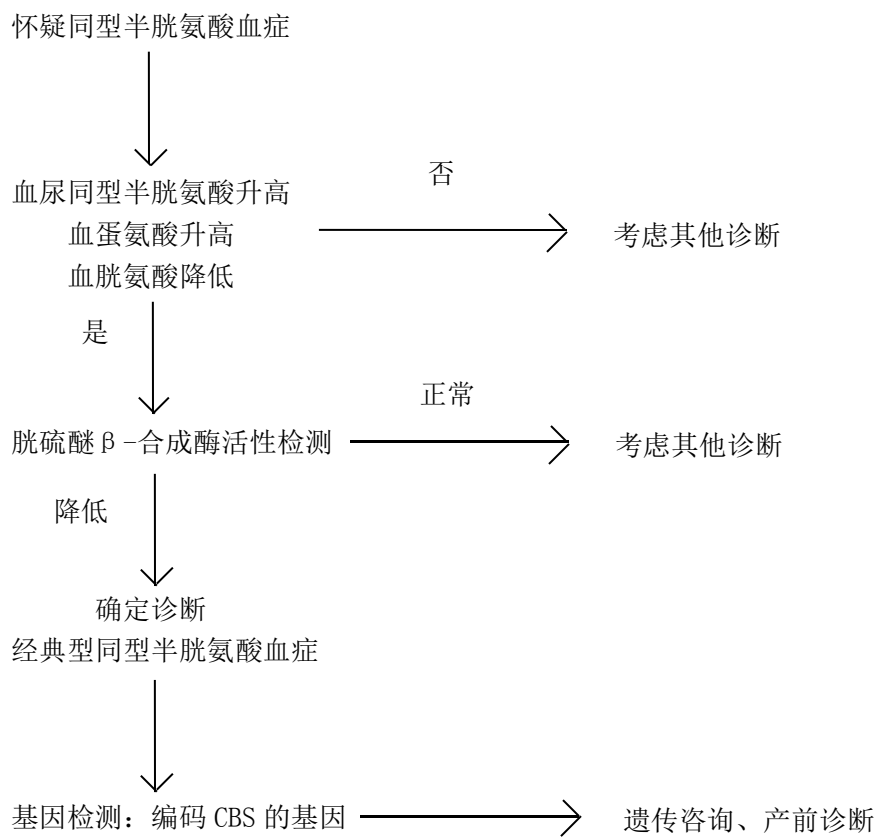 怀疑同型半胱氨酸血症
否
血尿同型半胱氨酸升高
血蛋氨酸升高
考虑其他诊断
血胱氨酸降低
是
正常
胱硫醚β-合成酶活性检测
考虑其他诊断
降低
确定诊断
经典型同型半胱氨酸血症
基因检测：编码 CBS 的基因
遗传咨询、产前诊断